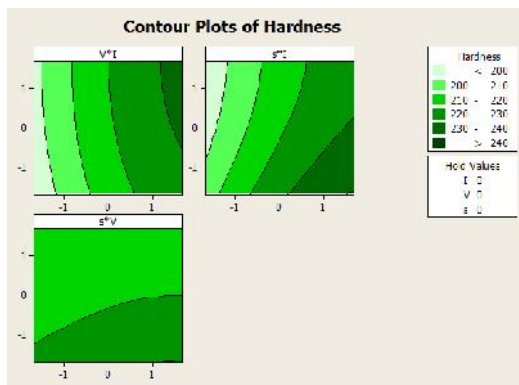 Contour Plots of Hardness
V*I
s*I
1
0
-1
-1 0 1
-1 0 1
s*V
1
0
-1
-1 0 1
Hardness
< 200
200 - 210
210 - 220
220 - 230
230 - 240
> 240
Hold Values
I 0
V 0
s 0